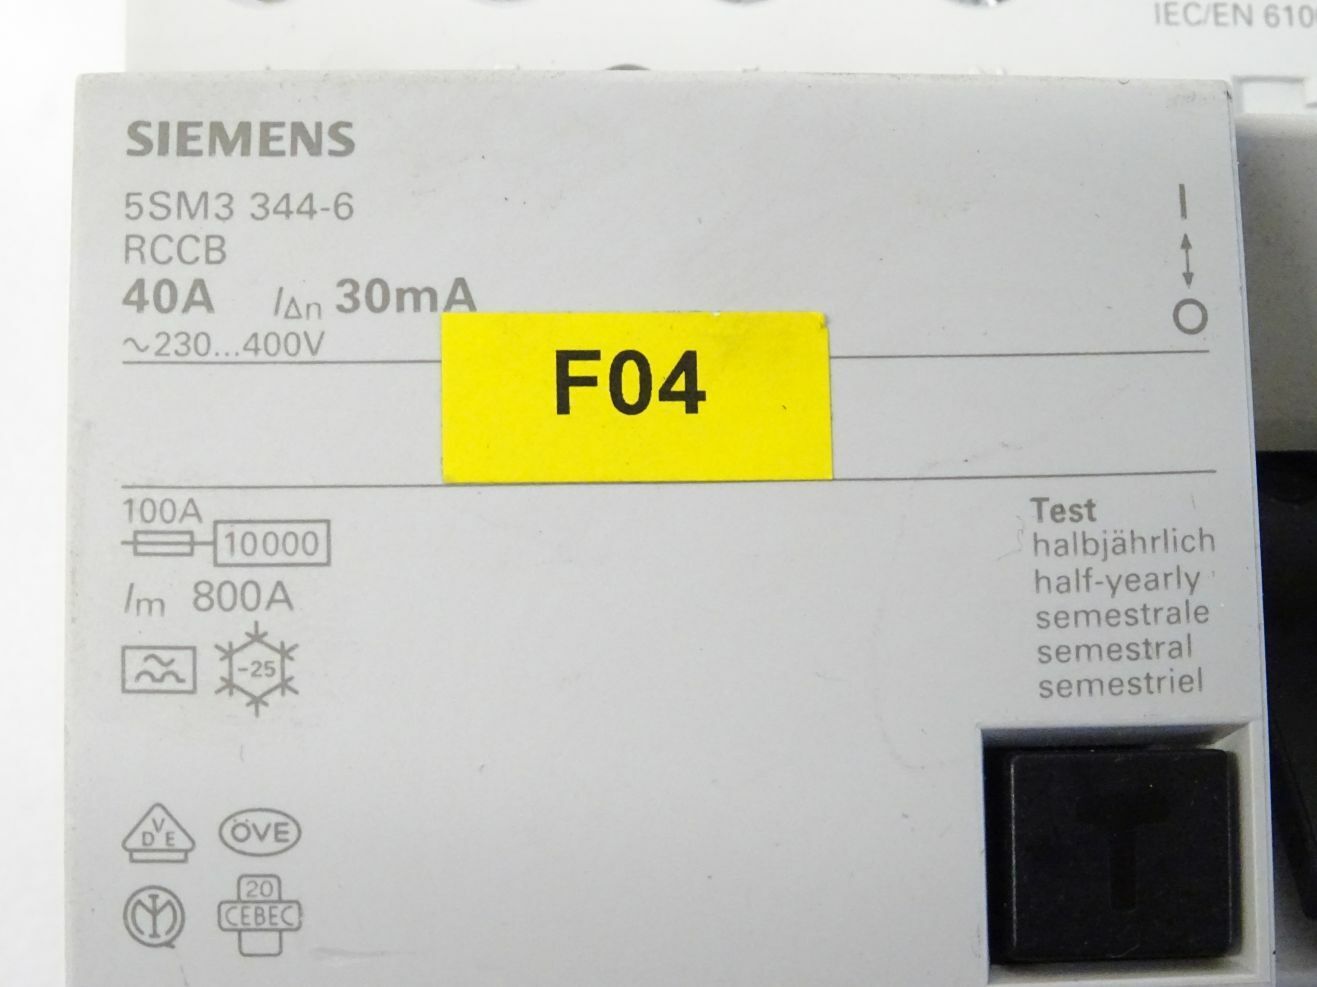 IEC/EN 610
SIEMENS
5SM3 344-6
RCCB
40A IΔn 30mA
~230...400V
F04
100A
10000
Im 800A
-25
Test
halbjährlich
half-yearly
semestrale
semestral
semestriel
VDE
ÖVE
20
CEBEC
T
I
O